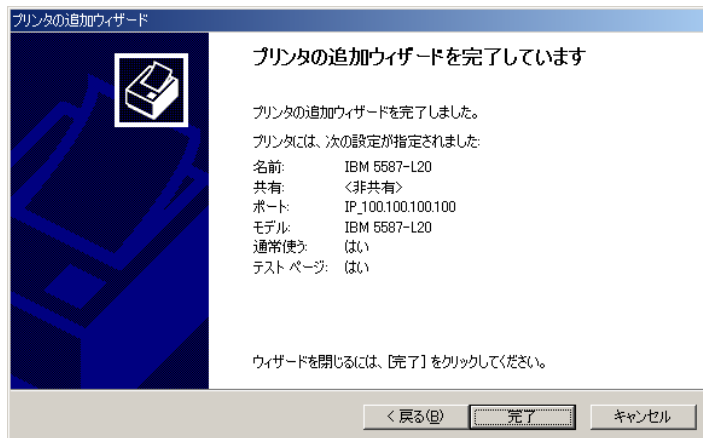 プリンタの追加ウィザード
プリンタの追加ウィザードを完了しています
プリンタの追加ウィザードを完了しました。
プリンタには、次の設定が指定されました:
名前: IBM 5587-L20
共有: <非共有>
ポート: IP_100.100.100.100
モデル: IBM 5587-L20
通常使う: はい
テスト ページ: はい
ウィザードを閉じるには、[完了] をクリックしてください。
< 戻る(B) 完了 キャンセル